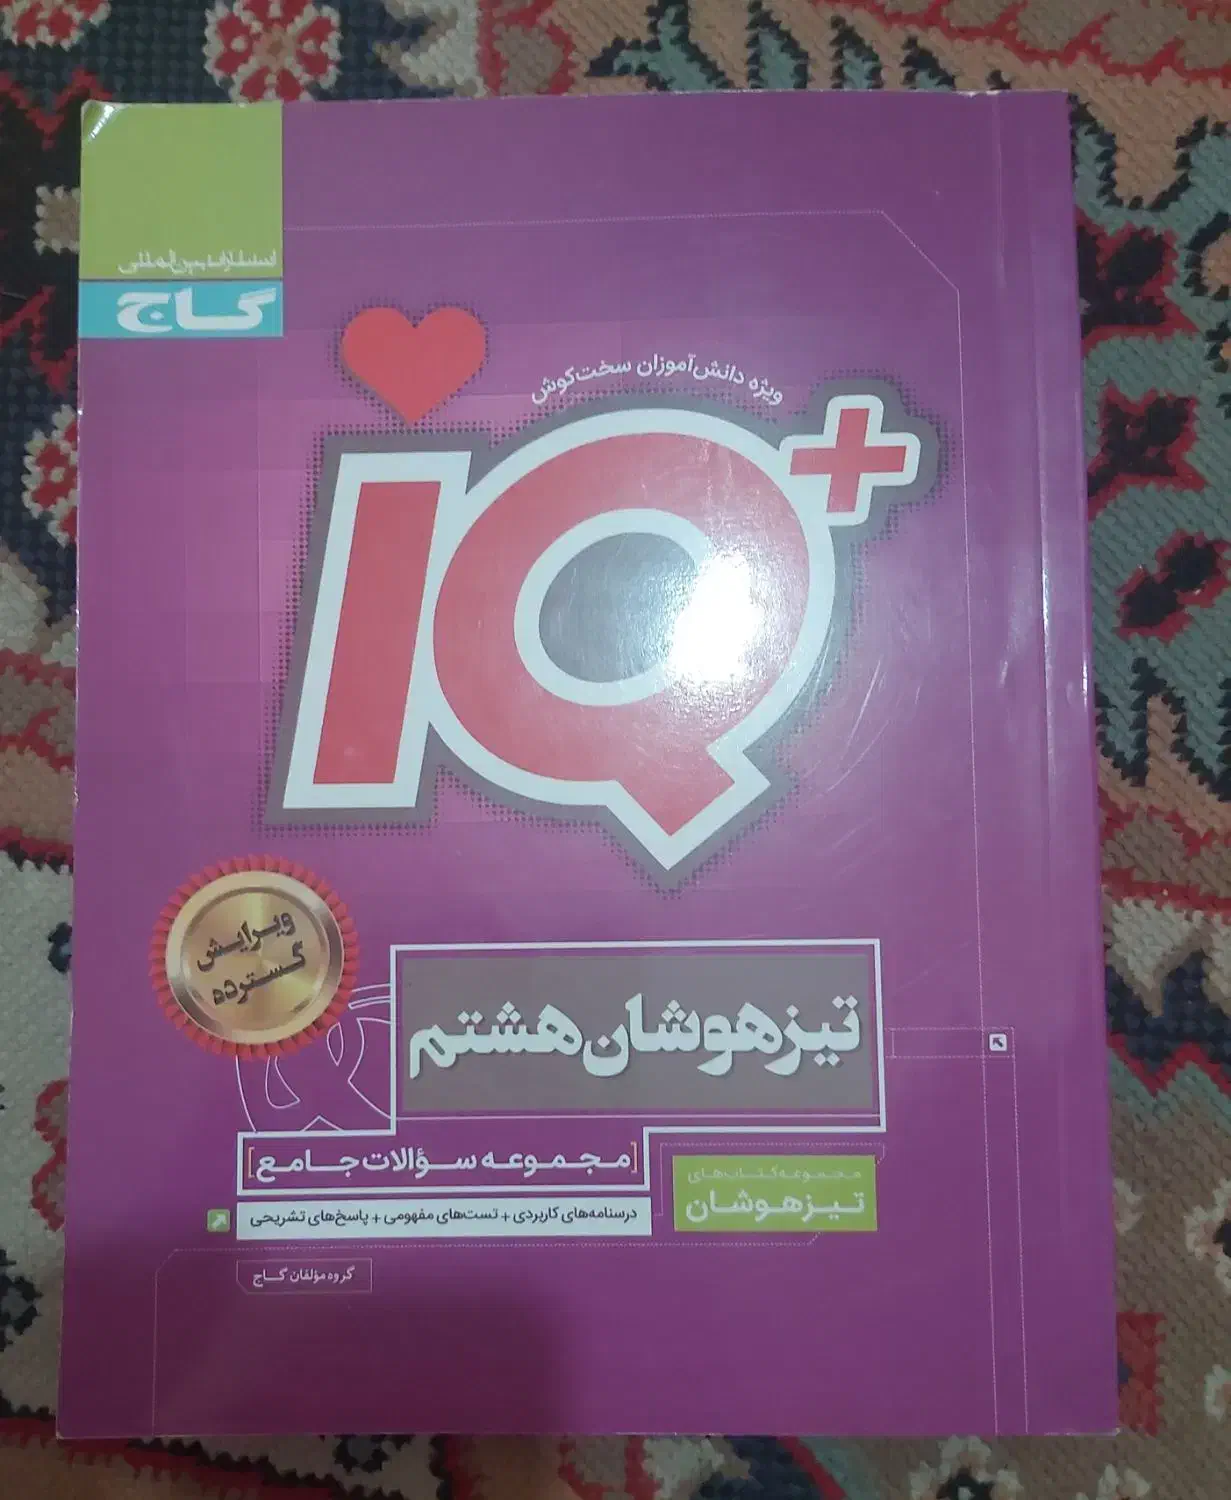 انتشارات بین‌المللی
گاج
ویژه دانش‌آموزان سخت‌کوش
IQ+
ویرایش
گسترده
تیزهوشان هشتم
[مجموعه سؤالات جامع]
درسنامه‌های کاربردی + تست‌های مفهومی + پاسخ‌های تشریحی
مجموعه کتاب‌های
تیزهوشان
گروه مؤلفان گاج